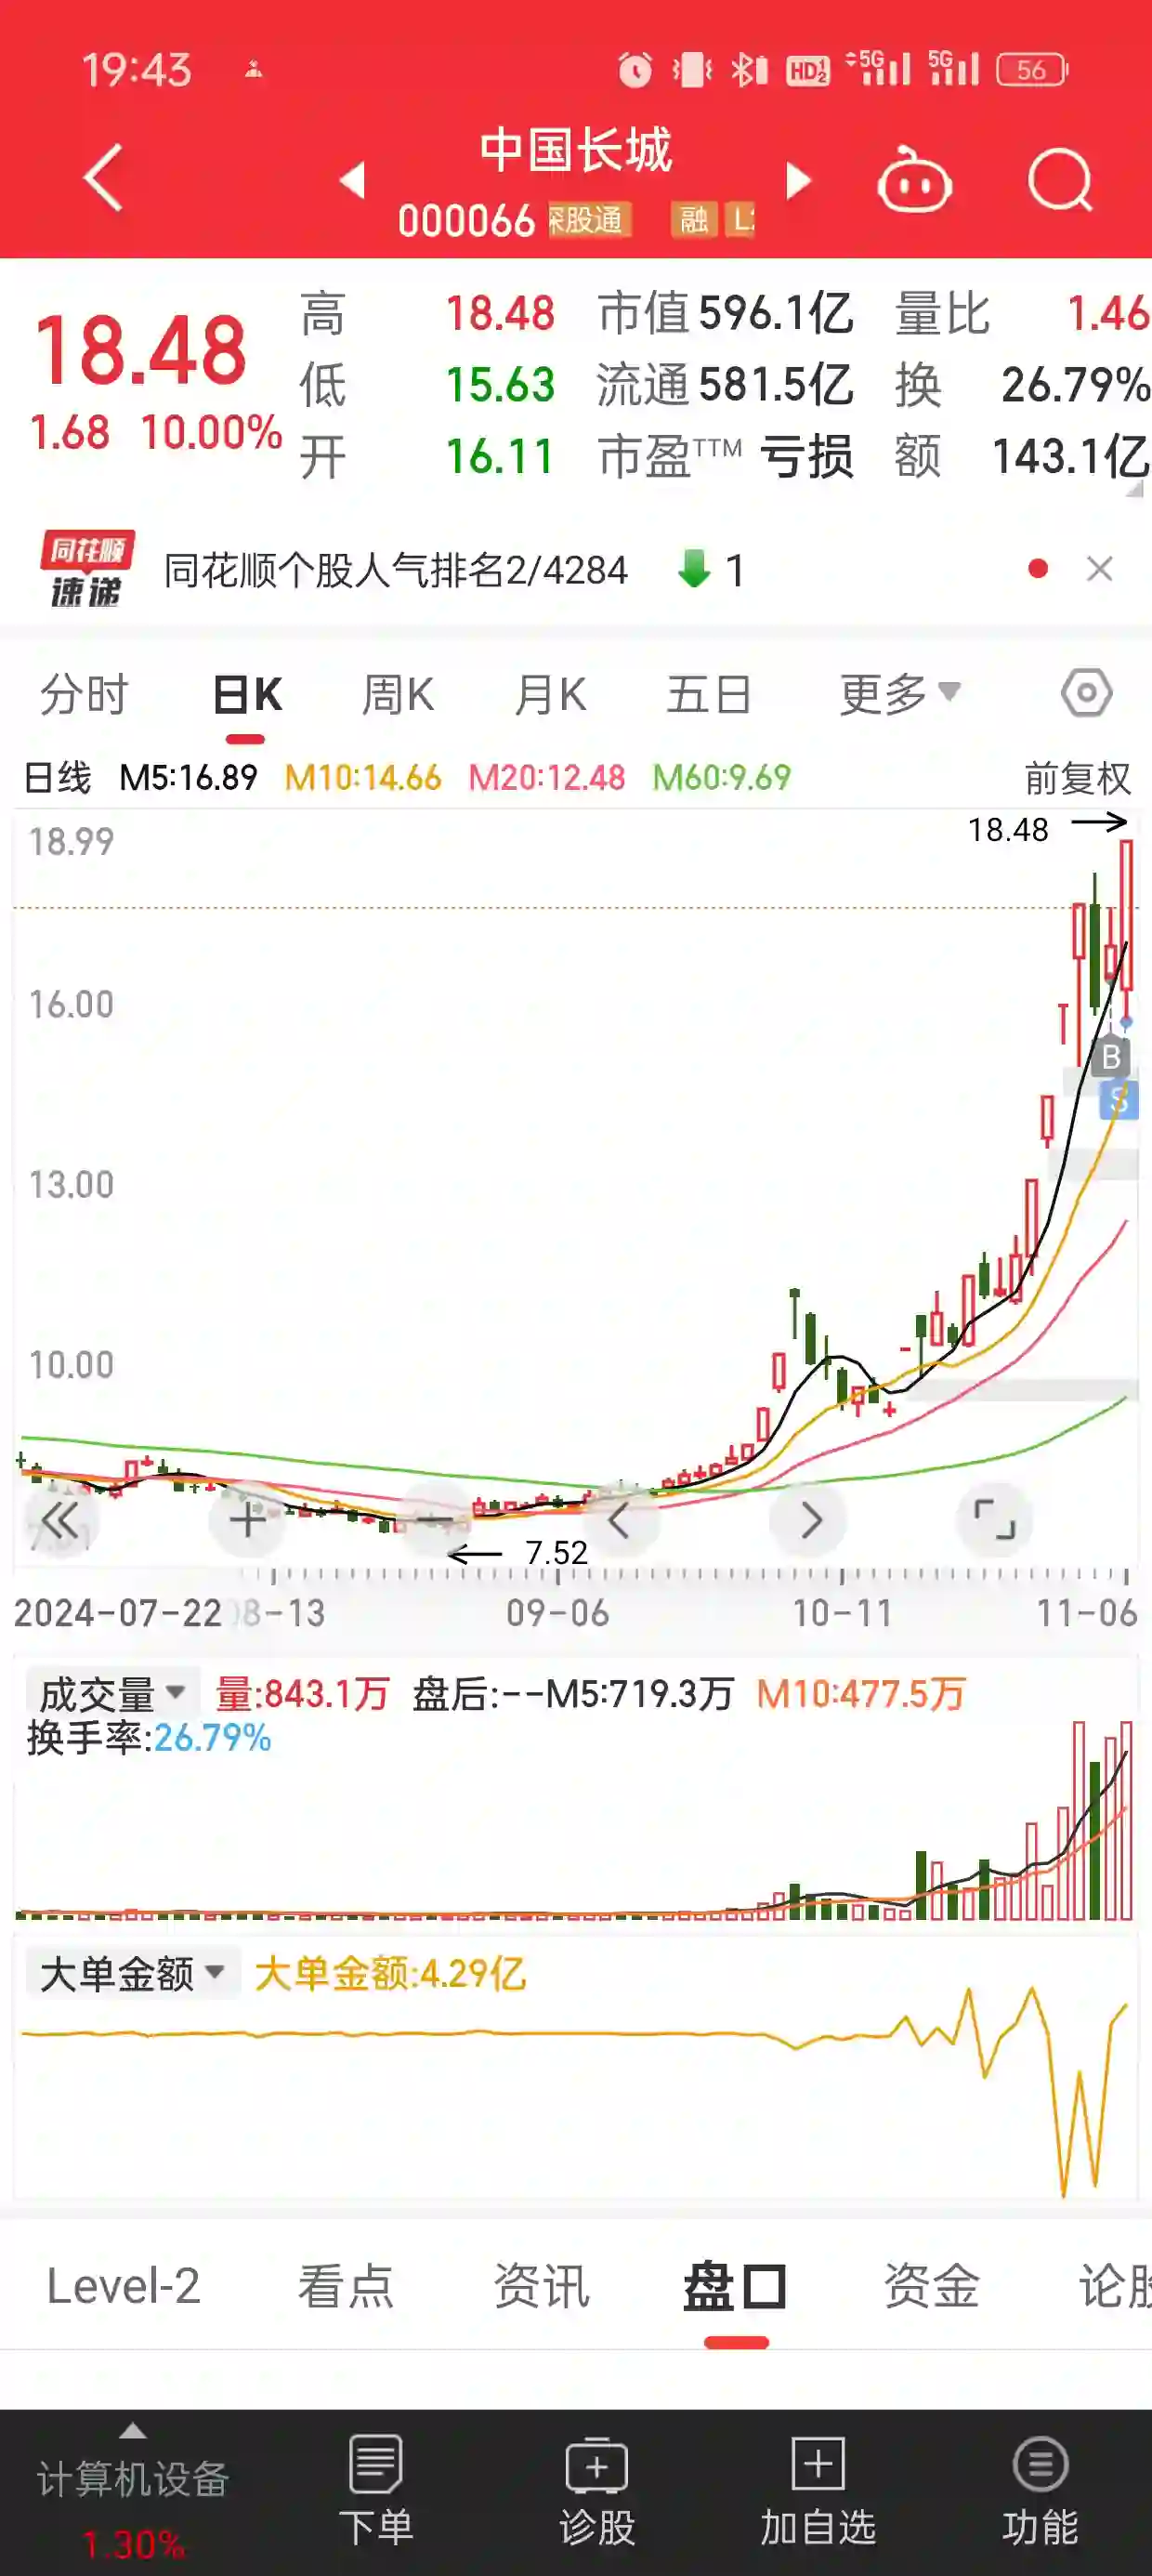 19:43 HD 5G 5G 56
中国长城
000066 深股通 融
18.48 高 18.48 市值 596.1亿 量比 1.46
1.68 10.00% 低 15.63 流通 581.5亿 换 26.79%
开 16.11 市盈TTM 亏损 额 143.1亿
同花顺 速递 同花顺个股人气排名2/4284 1
分时 日K 周K 月K 五日 更多
日线 M5:16.89 M10:14.66 M20:12.48 M60:9.69 前复权
18.99
18.48
16.00
B
S
13.00
10.00
7.52
2024-07-22 08-13 09-06 10-11 11-06
成交量 量:843.1万 盘后:--M5:719.3万 M10:477.5万
换手率:26.79%
大单金额 大单金额:4.29亿
Level-2 看点 资讯 盘口 资金 论股
计算机设备
1.30%
下单 诊股 加自选 功能